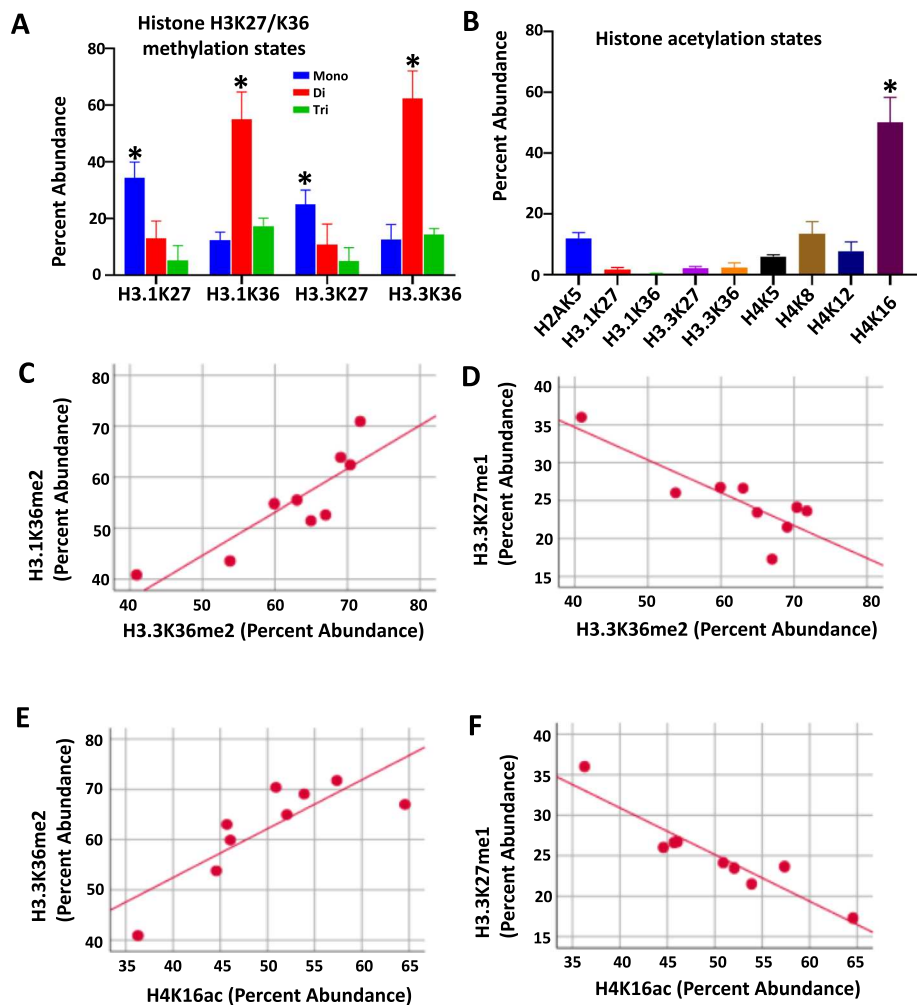 A
Histone H3K27/K36
methylation states
Percent Abundance
80
60
40
20
0
Mono
Di
Tri
*
*
*
*
H3.1K27
H3.1K36
H3.3K27
H3.3K36
B
Histone acetylation states
Percent Abundance
80
60
40
20
0
*
H2AK5
H3.1K27
H3.1K36
H3.3K27
H3.3K36
H4K5
H4K8
H4K12
H4K16
C
H3.1K36me2
(Percent Abundance)
80
70
60
50
40
40 50 60 70 80
H3.3K36me2 (Percent Abundance)
D
H3.3K27me1
(Percent Abundance)
40
35
30
25
20
15
40 50 60 70 80
H3.3K36me2 (Percent Abundance)
E
H3.3K36me2
(Percent Abundance)
80
70
60
50
40
35 40 45 50 55 60 65
H4K16ac (Percent Abundance)
F
H3.3K27me1
(Percent Abundance)
40
35
30
25
20
15
35 40 45 50 55 60 65
H4K16ac (Percent Abundance)